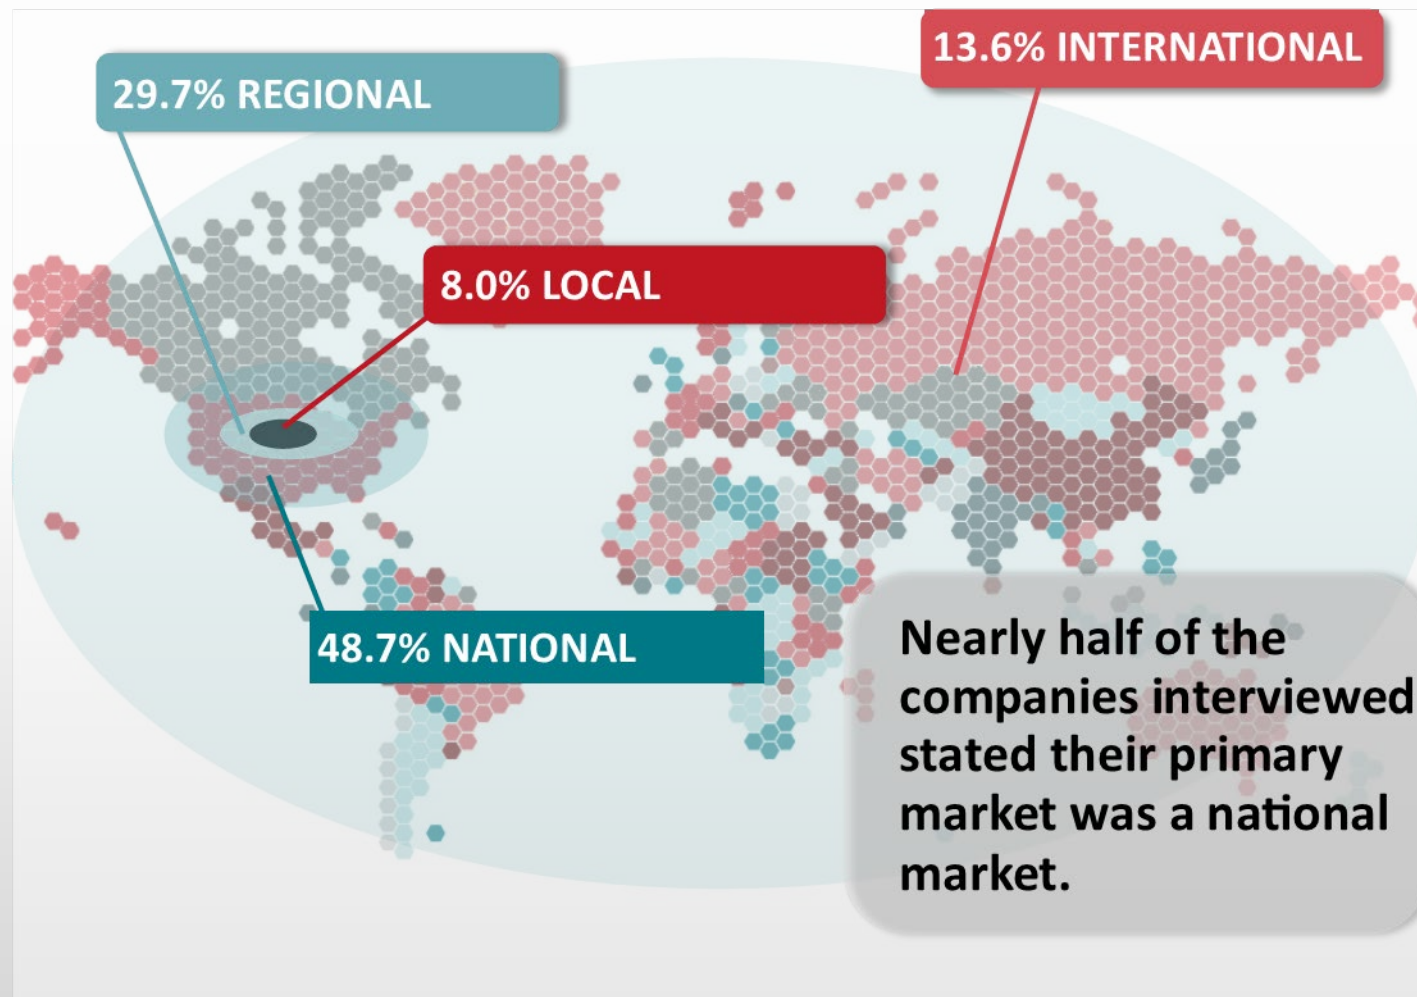 13.6% INTERNATIONAL
29.7% REGIONAL
8.0% LOCAL
48.7% NATIONAL
Nearly half of the
companies interviewed
stated their primary
market was a national
market.